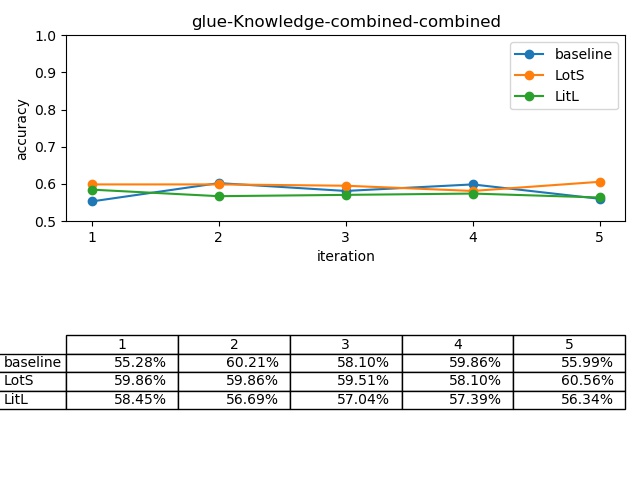 glue-Knowledge-combined-combined
1.0
0.9
0.8
0.7
0.6
0.5
accuracy
baseline
LotS
LitL
1 2 3 4 5
iteration
1 2 3 4 5
baseline 55.28% 60.21% 58.10% 59.86% 55.99%
LotS 59.86% 59.86% 59.51% 58.10% 60.56%
LitL 58.45% 56.69% 57.04% 57.39% 56.34%